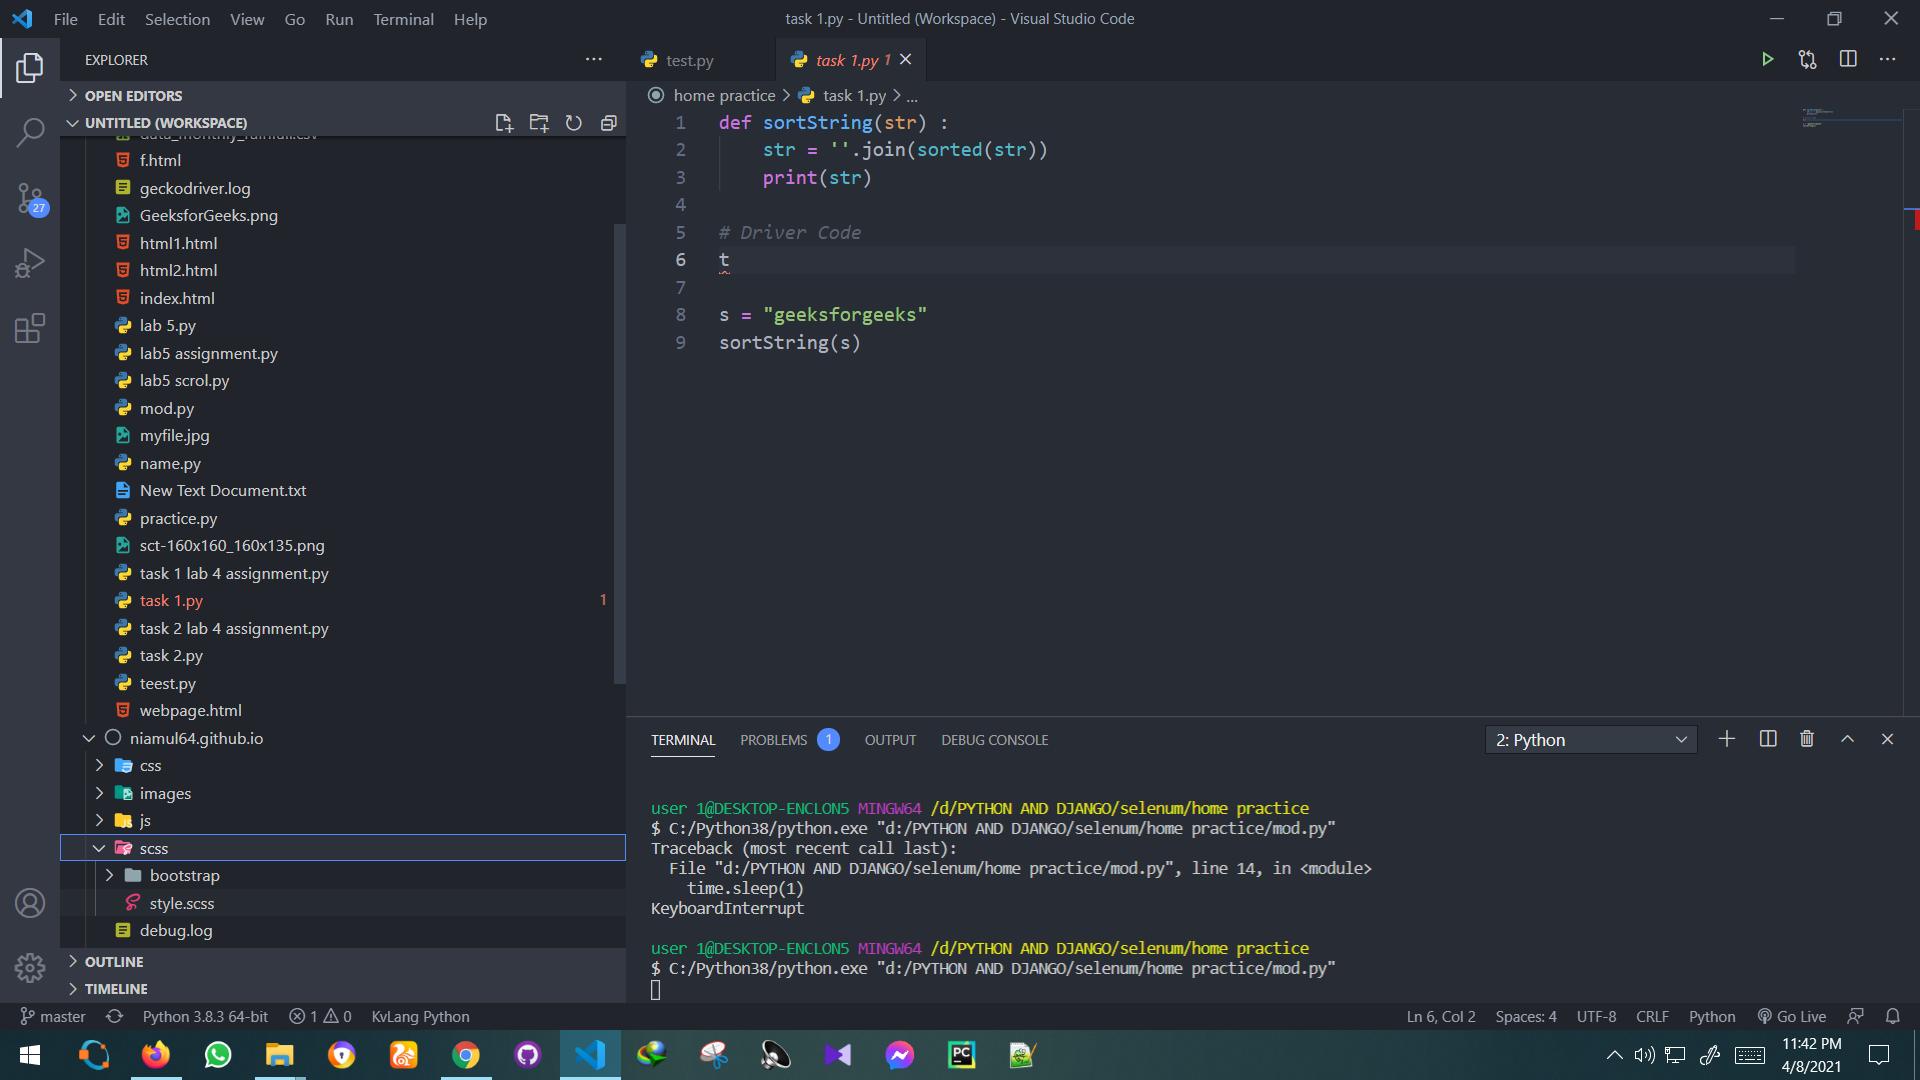 File Edit Selection View Go Run Terminal Help
task 1.py - Untitled (Workspace) - Visual Studio Code
EXPLORER
OPEN EDITORS
UNTITLED (WORKSPACE)
data_monthly_rainfall.csv
f.html
geckodriver.log
GeeksforGeeks.png
html1.html
html2.html
index.html
lab 5.py
lab5 assignment.py
lab5 scrol.py
mod.py
myfile.jpg
name.py
New Text Document.txt
practice.py
sct-160x160_160x135.png
task 1 lab 4 assignment.py
task 1.py 1
task 2 lab 4 assignment.py
task 2.py
teest.py
webpage.html
niamul64.github.io
css
images
js
scss
bootstrap
style.scss
debug.log
OUTLINE
TIMELINE
27
test.py
task 1.py 1
home practice > task 1.py > ...
1 def sortString(str) :
2 str = ''.join(sorted(str))
3 print(str)
4
5 # Driver Code
6 t
7
8 s = "geeksforgeeks"
9 sortString(s)
TERMINAL PROBLEMS 1 OUTPUT DEBUG CONSOLE
2: Python
user 1@DESKTOP-ENCLON5 MINGW64 /d/PYTHON AND DJANGO/selenum/home practice
$ C:/Python38/python.exe "d:/PYTHON AND DJANGO/selenum/home practice/mod.py"
Traceback (most recent call last):
File "d:/PYTHON AND DJANGO/selenum/home practice/mod.py", line 14, in <module>
time.sleep(1)
KeyboardInterrupt
user 1@DESKTOP-ENCLON5 MINGW64 /d/PYTHON AND DJANGO/selenum/home practice
$ C:/Python38/python.exe "d:/PYTHON AND DJANGO/selenum/home practice/mod.py"
master Python 3.8.3 64-bit 1 0 KvLang Python
Ln 6, Col 2 Spaces: 4 UTF-8 CRLF Python Go Live
PC
11:42 PM
4/8/2021